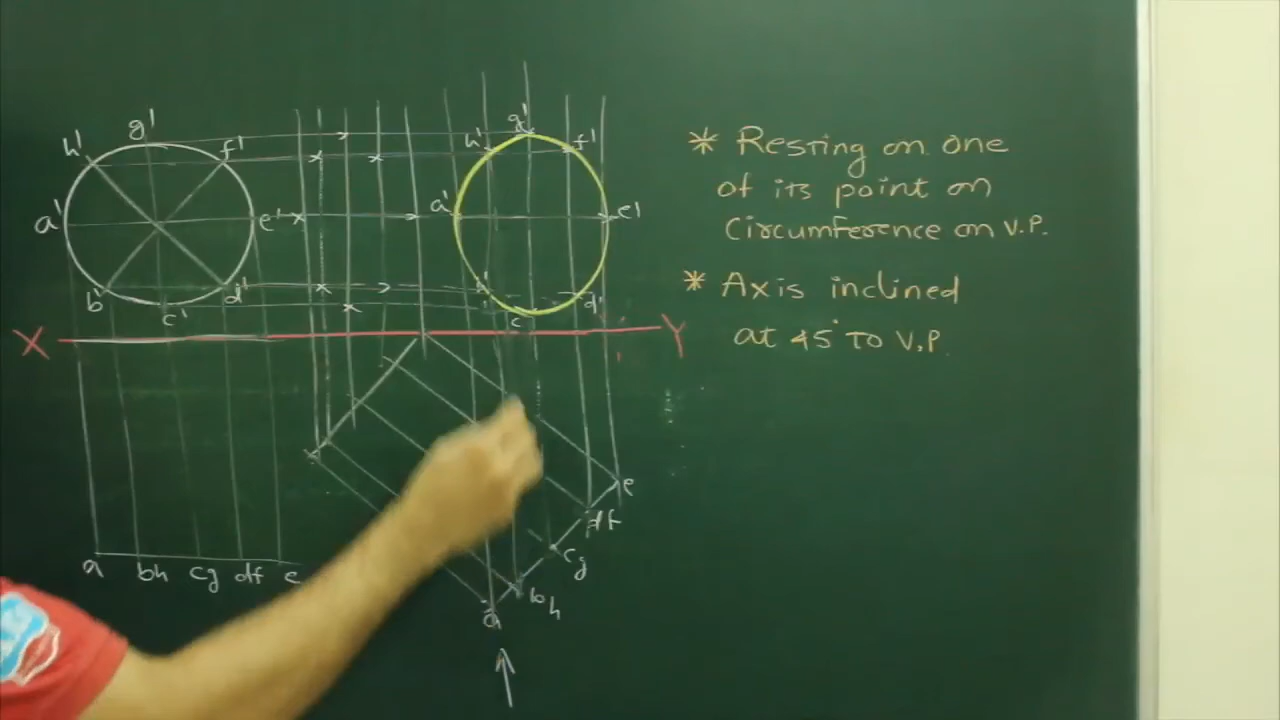 g'
h' f'
a' e'
b' d'
c'
g'
h' f'
a' e'
b' d'
c'
X Y
a bh cg df e
e
df
cg
bh
a
* Resting on one
of its point on
Circumference on V.P.
* Axis inclined
at 45° To V.P.